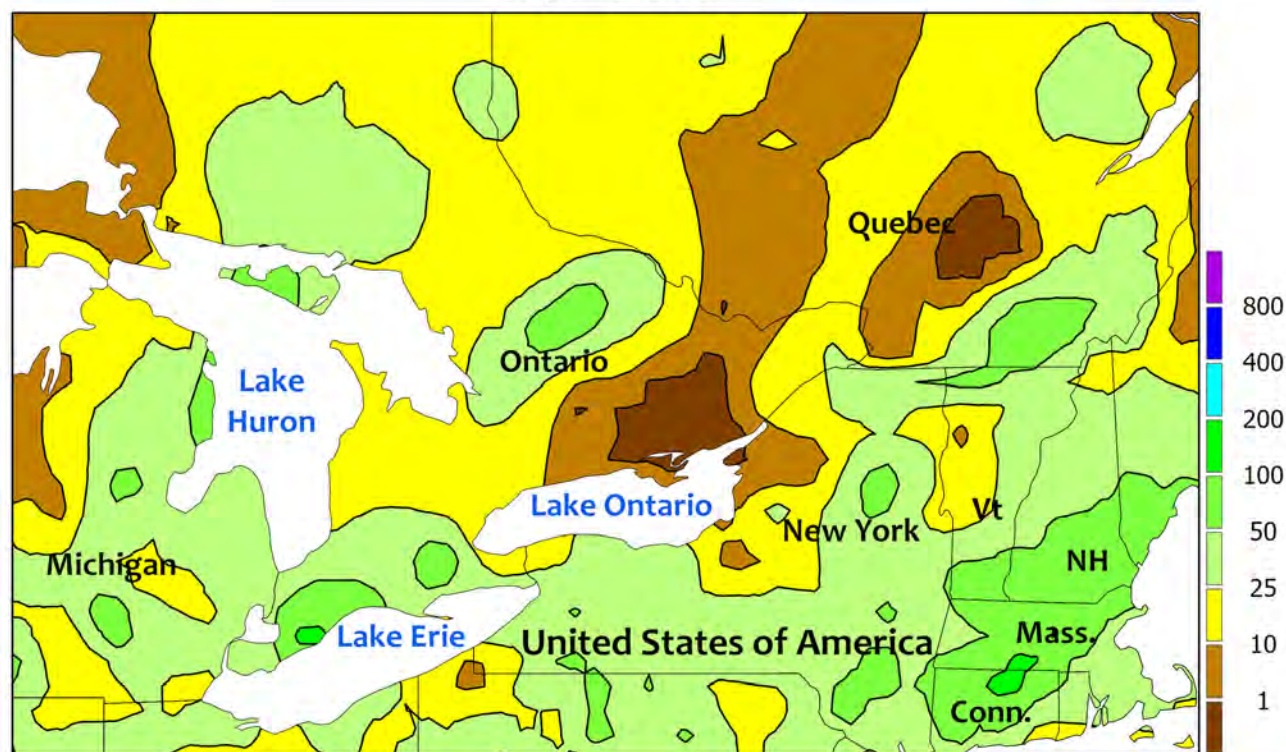 Quebec
Ontario
Lake
Huron
Lake Ontario
New York
Vt
Michigan
NH
Lake Erie
United States of America
Mass.
Conn.
800
400
200
100
50
25
10
1